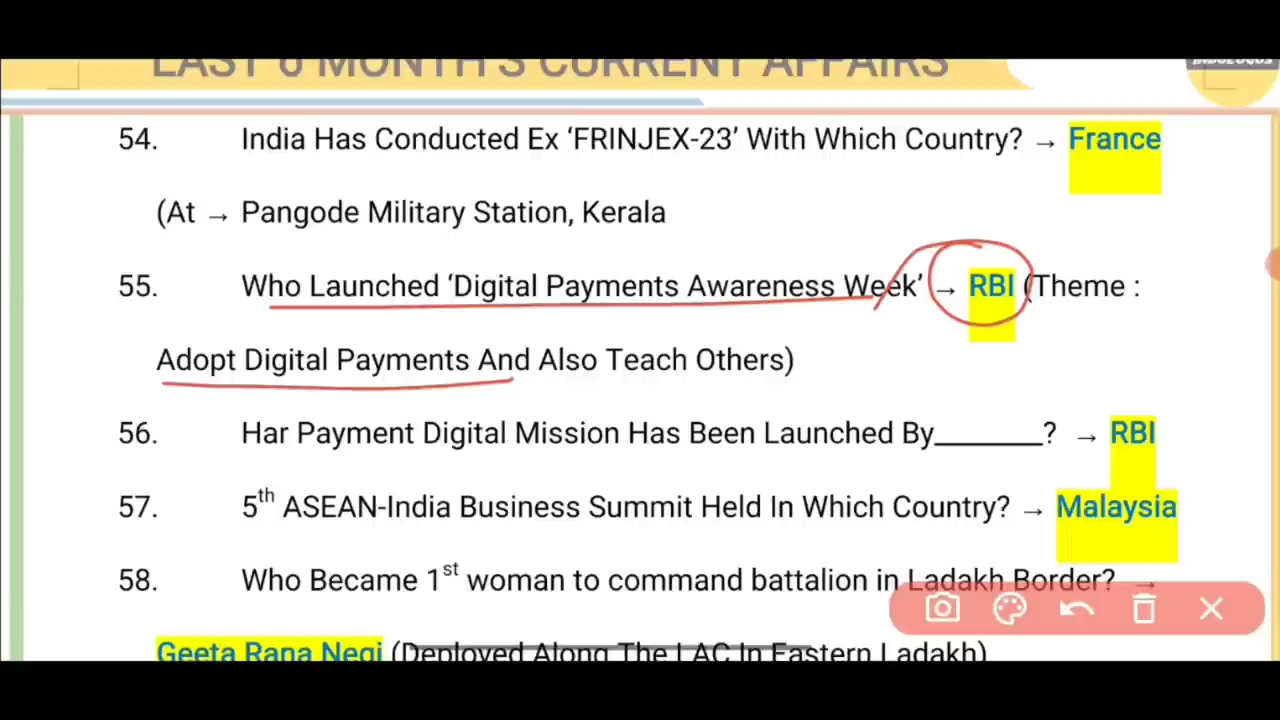 LAST 6 MONTH'S CURRENT AFFAIRS
54. India Has Conducted Ex ‘FRINJEX-23’ With Which Country? → France
(At → Pangode Military Station, Kerala
55. Who Launched ‘Digital Payments Awareness Week’ → RBI (Theme :
Adopt Digital Payments And Also Teach Others)
56. Har Payment Digital Mission Has Been Launched By_______? → RBI
57. 5th ASEAN-India Business Summit Held In Which Country? → Malaysia
58. Who Became 1st woman to command battalion in Ladakh Border? →
Geeta Rana Negi (Deployed Along The LAC In Eastern Ladakh)